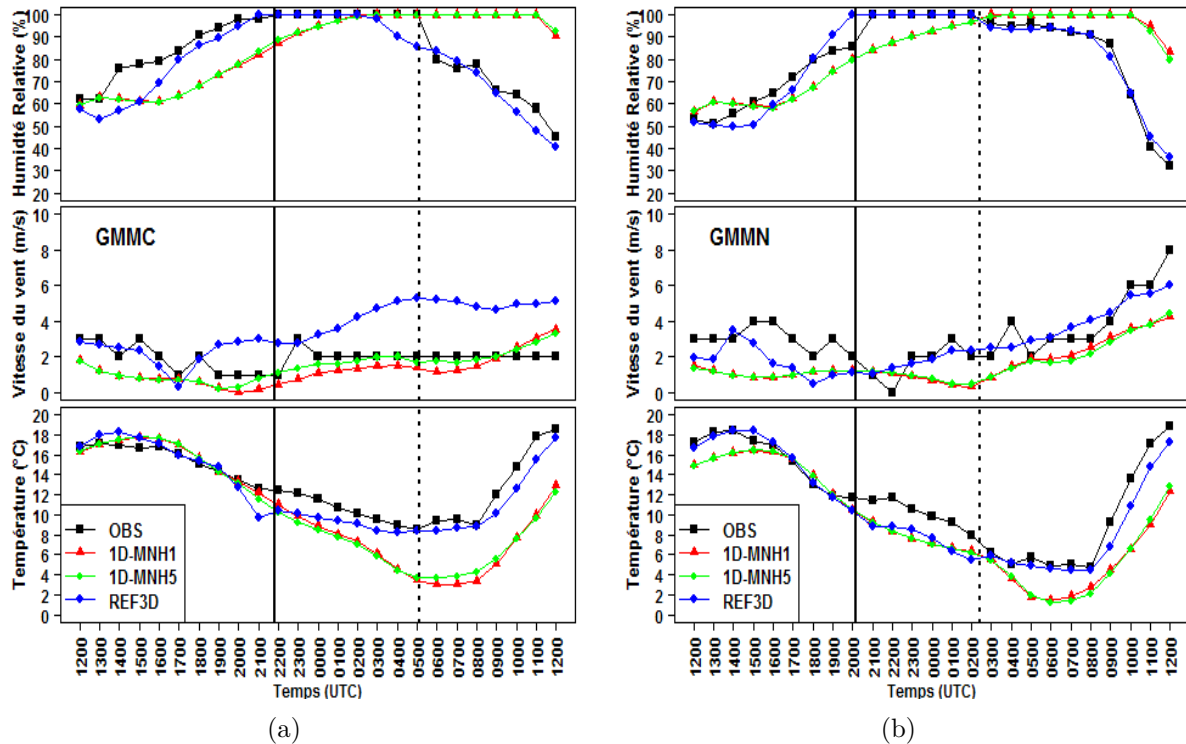 Humidté Relative (%)
100
90
80
70
60
50
40
30
20
Vitesse du vent (m/s)
10
8
6
4
2
0
GMMC
Température (°C)
20
18
16
14
12
10
8
6
4
2
0
OBS
1D-MNH1
1D-MNH5
REF3D
1200 1300 1400 1500 1600 1700 1800 1900 2000 2100 2200 2300 0000 0100 0200 0300 0400 0500 0600 0700 0800 0900 1000 1100 1200
Temps (UTC)
(a)
Humidté Relative (%)
100
90
80
70
60
50
40
30
20
Vitesse du vent (m/s)
10
8
6
4
2
0
GMMN
Température (°C)
20
18
16
14
12
10
8
6
4
2
0
OBS
1D-MNH1
1D-MNH5
REF3D
1200 1300 1400 1500 1600 1700 1800 1900 2000 2100 2200 2300 0000 0100 0200 0300 0400 0500 0600 0700 0800 0900 1000 1100 1200
Temps (UTC)
(b)